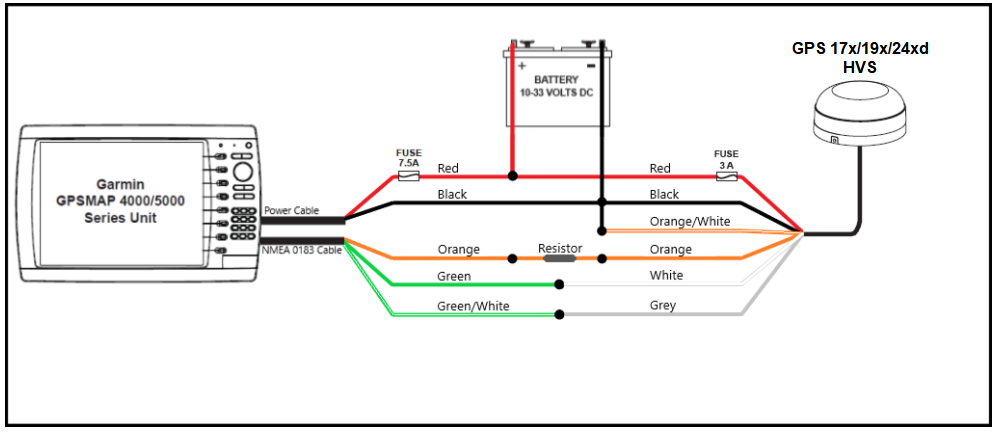 GPS 17x/19x/24xd
HVS
+ -
BATTERY
10-33 VOLTS DC
Garmin
GPSMAP 4000/5000
Series Unit
Power Cable
NMEA 0183 Cable
FUSE
7.5A
Red
Red
FUSE
3 A
Black
Black
Orange/White
Orange
Resistor
Orange
Green
White
Green/White
Grey